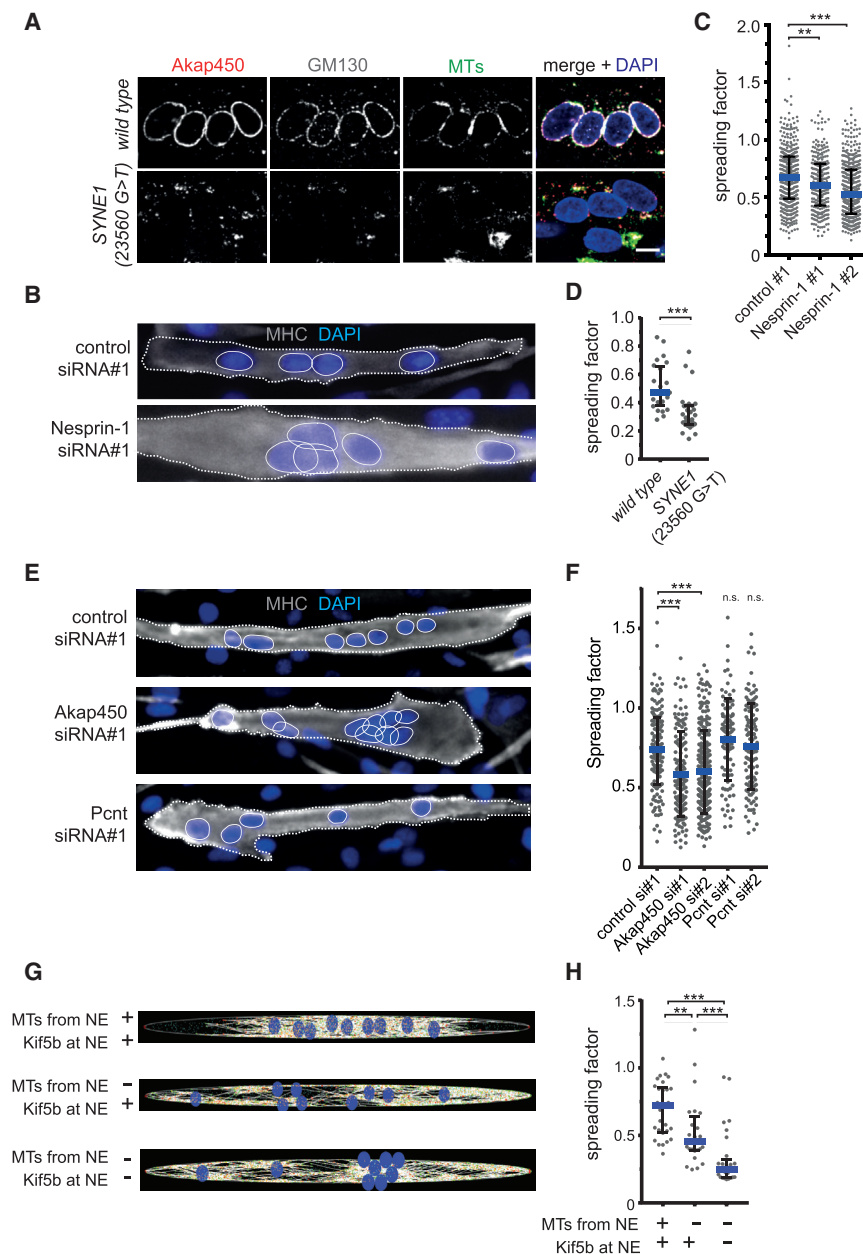 A
Akap450 GM130 MTs merge + DAPI
wild type
SYNE1
(23560 G>T)
B
control
siRNA#1
MHC DAPI
Nesprin-1
siRNA#1
C
spreading factor
2.0
1.5
1.0
0.5
0
***
**
control #1
Nesprin-1 #1
Nesprin-1 #2
D
spreading factor
1.0
0.8
0.6
0.4
0.2
0
***
wild type
SYNE1
(23560 G>T)
E
control
siRNA#1
MHC DAPI
Akap450
siRNA#1
Pcnt
siRNA#1
F
Spreading factor
1.5
1.0
0.5
0
***
***
n.s. n.s.
control si#1
Akap450 si#1
Akap450 si#2
Pcnt si#1
Pcnt si#2
G
MTs from NE +
Kif5b at NE +
MTs from NE -
Kif5b at NE +
MTs from NE -
Kif5b at NE -
H
spreading factor
1.5
1.0
0.5
0
***
** ***
MTs from NE + - -
Kif5b at NE + + -